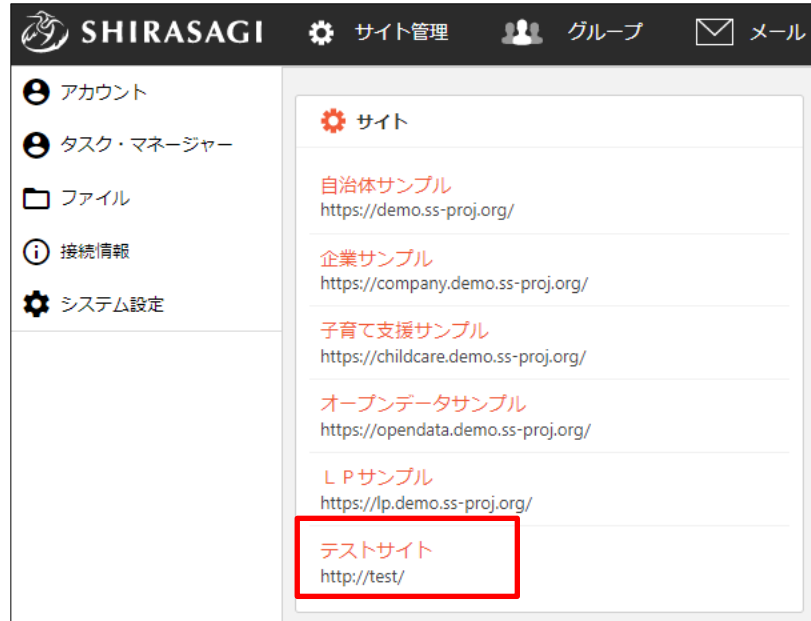 SHIRASAGI サイト管理 グループ メール
アカウント
タスク・マネージャー
ファイル
接続情報
システム設定
サイト
自治体サンプル
https://demo.ss-proj.org/
企業サンプル
https://company.demo.ss-proj.org/
子育て支援サンプル
https://childcare.demo.ss-proj.org/
オープンデータサンプル
https://opendata.demo.ss-proj.org/
ＬＰサンプル
https://lp.demo.ss-proj.org/
テストサイト
http://test/